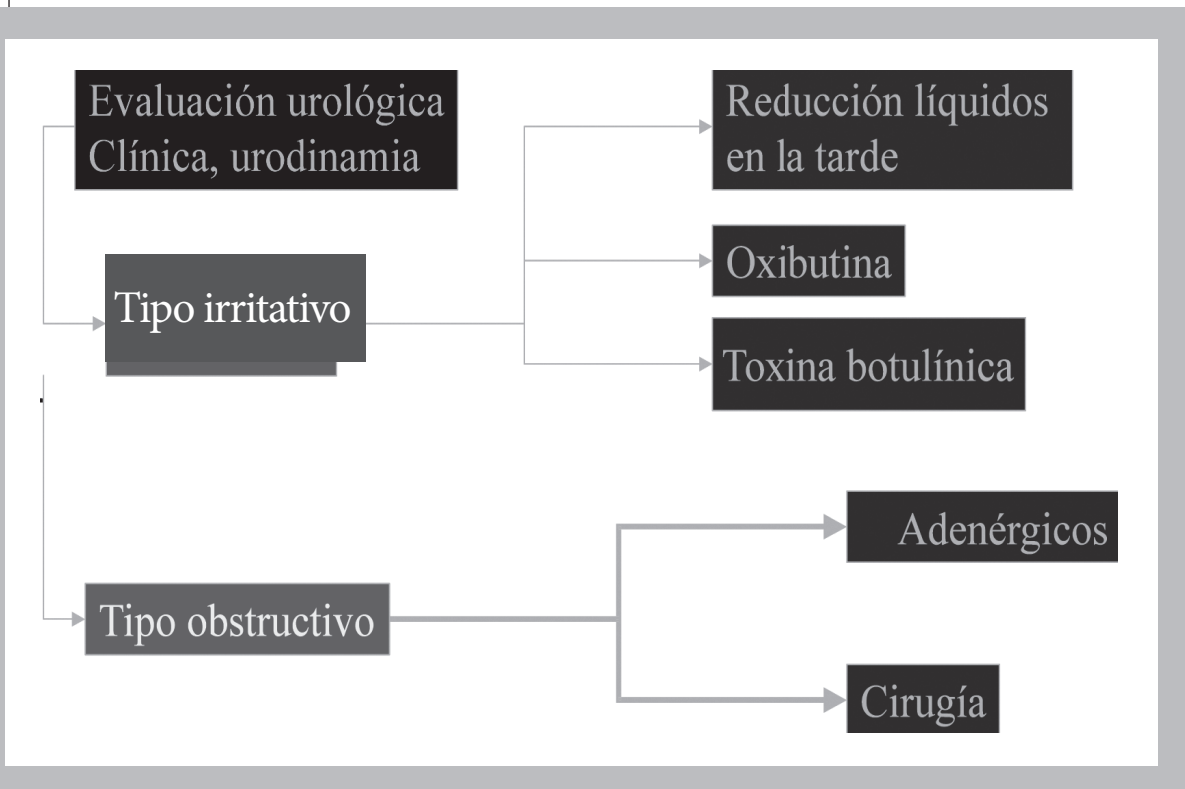 Evaluación urológica
Clínica, urodinamia
Tipo irritativo
Reducción líquidos
en la tarde
Oxibutina
Toxina botulínica
Tipo obstructivo
Adenérgicos
Cirugía